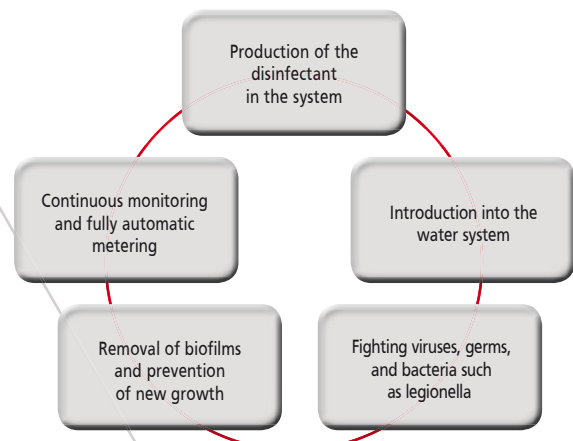 Production of the
disinfectant
in the system
Introduction into the
water system
Fighting viruses, germs,
and bacteria such
as legionella
Removal of biofilms
and prevention
of new growth
Continuous monitoring
and fully automatic
metering